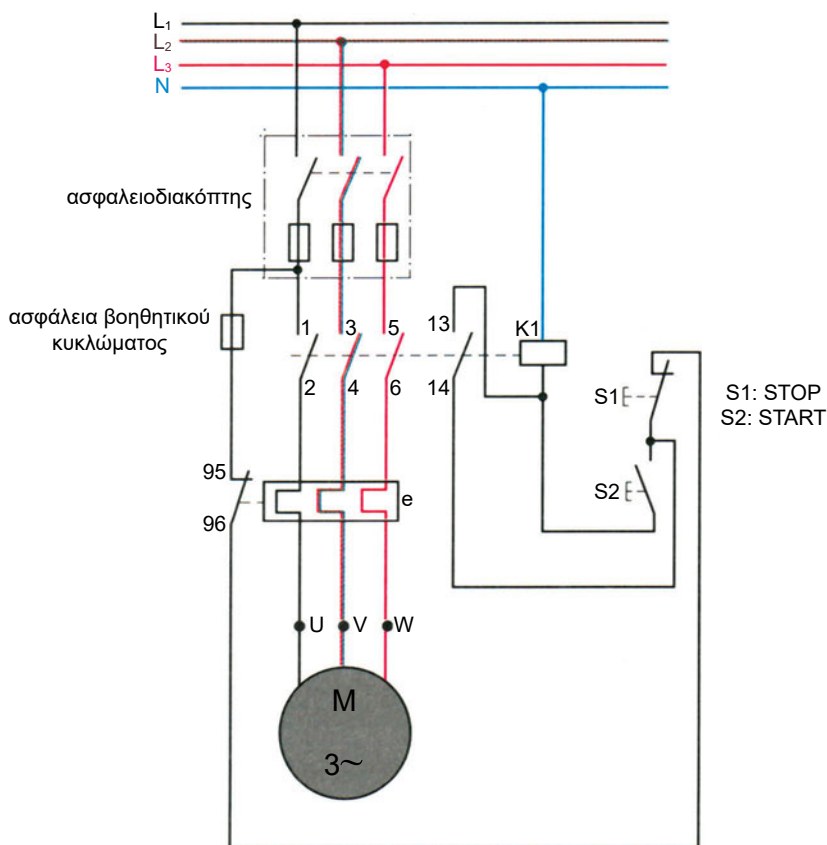 L₁
L₂
L₃
N
ασφαλειοδιακόπτης
ασφάλεια βοηθητικού
κυκλώματος
1 3 5 13 K1
2 4 6 14
S1
S1: STOP
S2: START
S2
95
e
96
U V W
M
3~